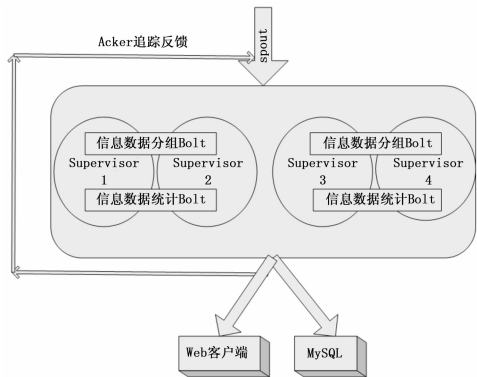 spout
Acker追踪反馈
信息数据分组Bolt
信息数据分组Bolt
Supervisor
1
Supervisor
2
Supervisor
3
Supervisor
4
信息数据统计Bolt
信息数据统计Bolt
Web客户端
MySQL